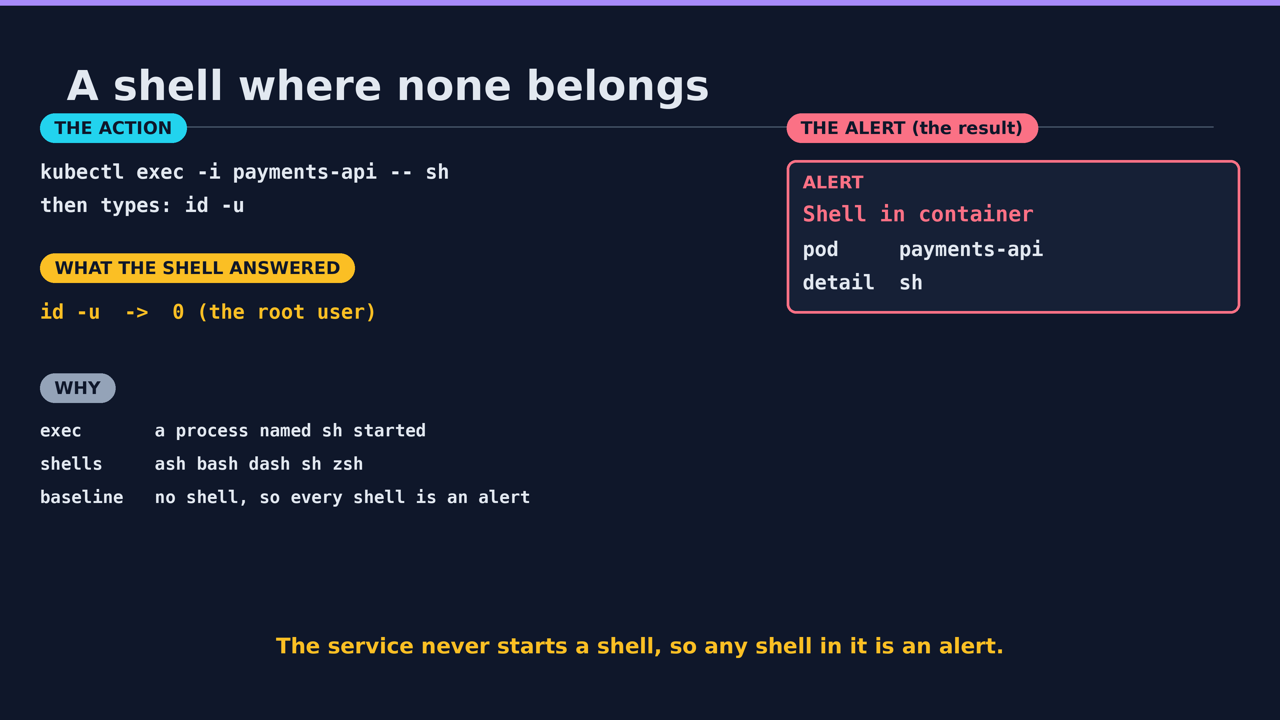 A shell where none belongs
THE ACTION
kubectl exec -i payments-api -- sh
then types: id -u
WHAT THE SHELL ANSWERED
id -u  ->  0 (the root user)
WHY
exec       a process named sh started
shells     ash bash dash sh zsh
baseline   no shell, so every shell is an alert
THE ALERT (the result)
ALERT
Shell in container
pod     payments-api
detail  sh
The service never starts a shell, so any shell in it is an alert.